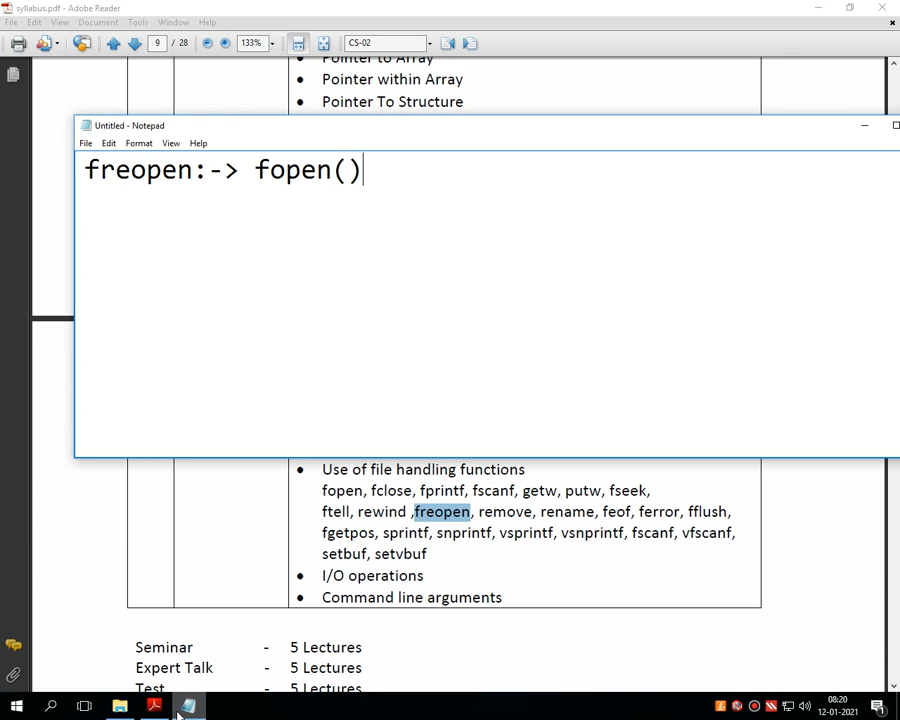 syllabus.pdf - Adobe Reader
File Edit View Document Tools Window Help
9 / 28 133% CS-02
Pointer to Array
• Pointer within Array
• Pointer To Structure
Untitled - Notepad
File Edit Format View Help
freopen:-> fopen()
• Use of file handling functions
fopen, fclose, fprintf, fscanf, getw, putw, fseek,
ftell, rewind ,freopen, remove, rename, feof, ferror, fflush,
fgetpos, sprintf, snprintf, vsprintf, vsnprintf, fscanf, vfscanf,
setbuf, setvbuf
• I/O operations
• Command line arguments
Seminar - 5 Lectures
Expert Talk - 5 Lectures
Test - 5 Lectures
08:20
12-01-2021
1